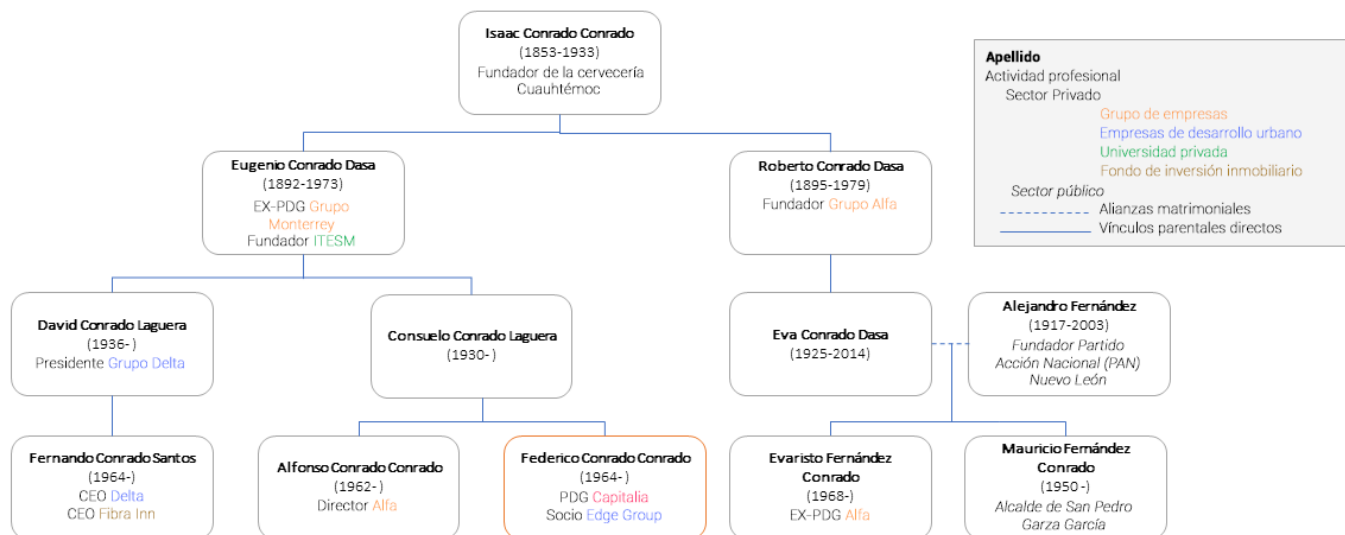 Isaac Conrado Conrado
(1853-1933)
Fundador de la cervecería
Cuauhtémoc
Apellido
Actividad profesional
Sector Privado
Grupo de empresas
Empresas de desarrollo urbano
Universidad privada
Fondo de inversión inmobiliario
Sector público
Alianzas matrimoniales
Vínculos parentales directos
Eugenio Conrado Dasa
(1892-1973)
EX-PDG Grupo
Monterrey
Fundador ITESM
Roberto Conrado Dasa
(1895-1979)
Fundador Grupo Alfa
David Conrado Laguera
(1936-)
Presidente Grupo Delta
Consuelo Conrado Laguera
(1930-)
Eva Conrado Dasa
(1925-2014)
Alejandro Fernández
(1917-2003)
Fundador Partido
Acción Nacional (PAN)
Nuevo León
Fernando Conrado Santos
(1964-)
CEO Delta
CEO Fibra Inn
Alfonso Conrado Conrado
(1962-)
Director Alfa
Federico Conrado Conrado
(1964-)
PDG Capitalia
Socio Edge Group
Evaristo Fernández
Conrado
(1968-)
EX-PDG Alfa
Mauricio Fernández
Conrado
(1950-)
Alcalde de San Pedro
Garza García